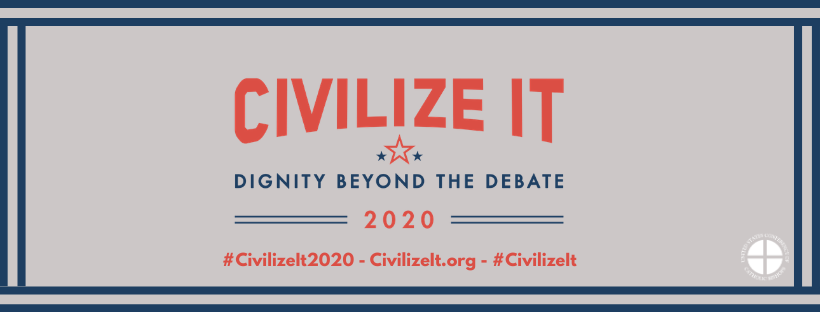 CIVILIZE IT
DIGNITY BEYOND THE DEBATE
2020
#CivilizeIt2020 - CivilizeIt.org - #CivilizeIt